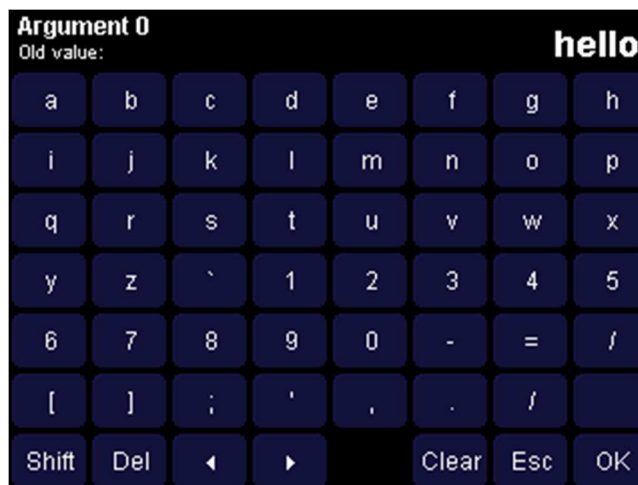 Argument 0
Old value:
hello
a b c d e f g h
i j k l m n o p
q r s t u v w x
y z ` 1 2 3 4 5
6 7 8 9 0 - = /
[ ] ; ' , . /
Shift Del ◀ ▶ Clear Esc OK